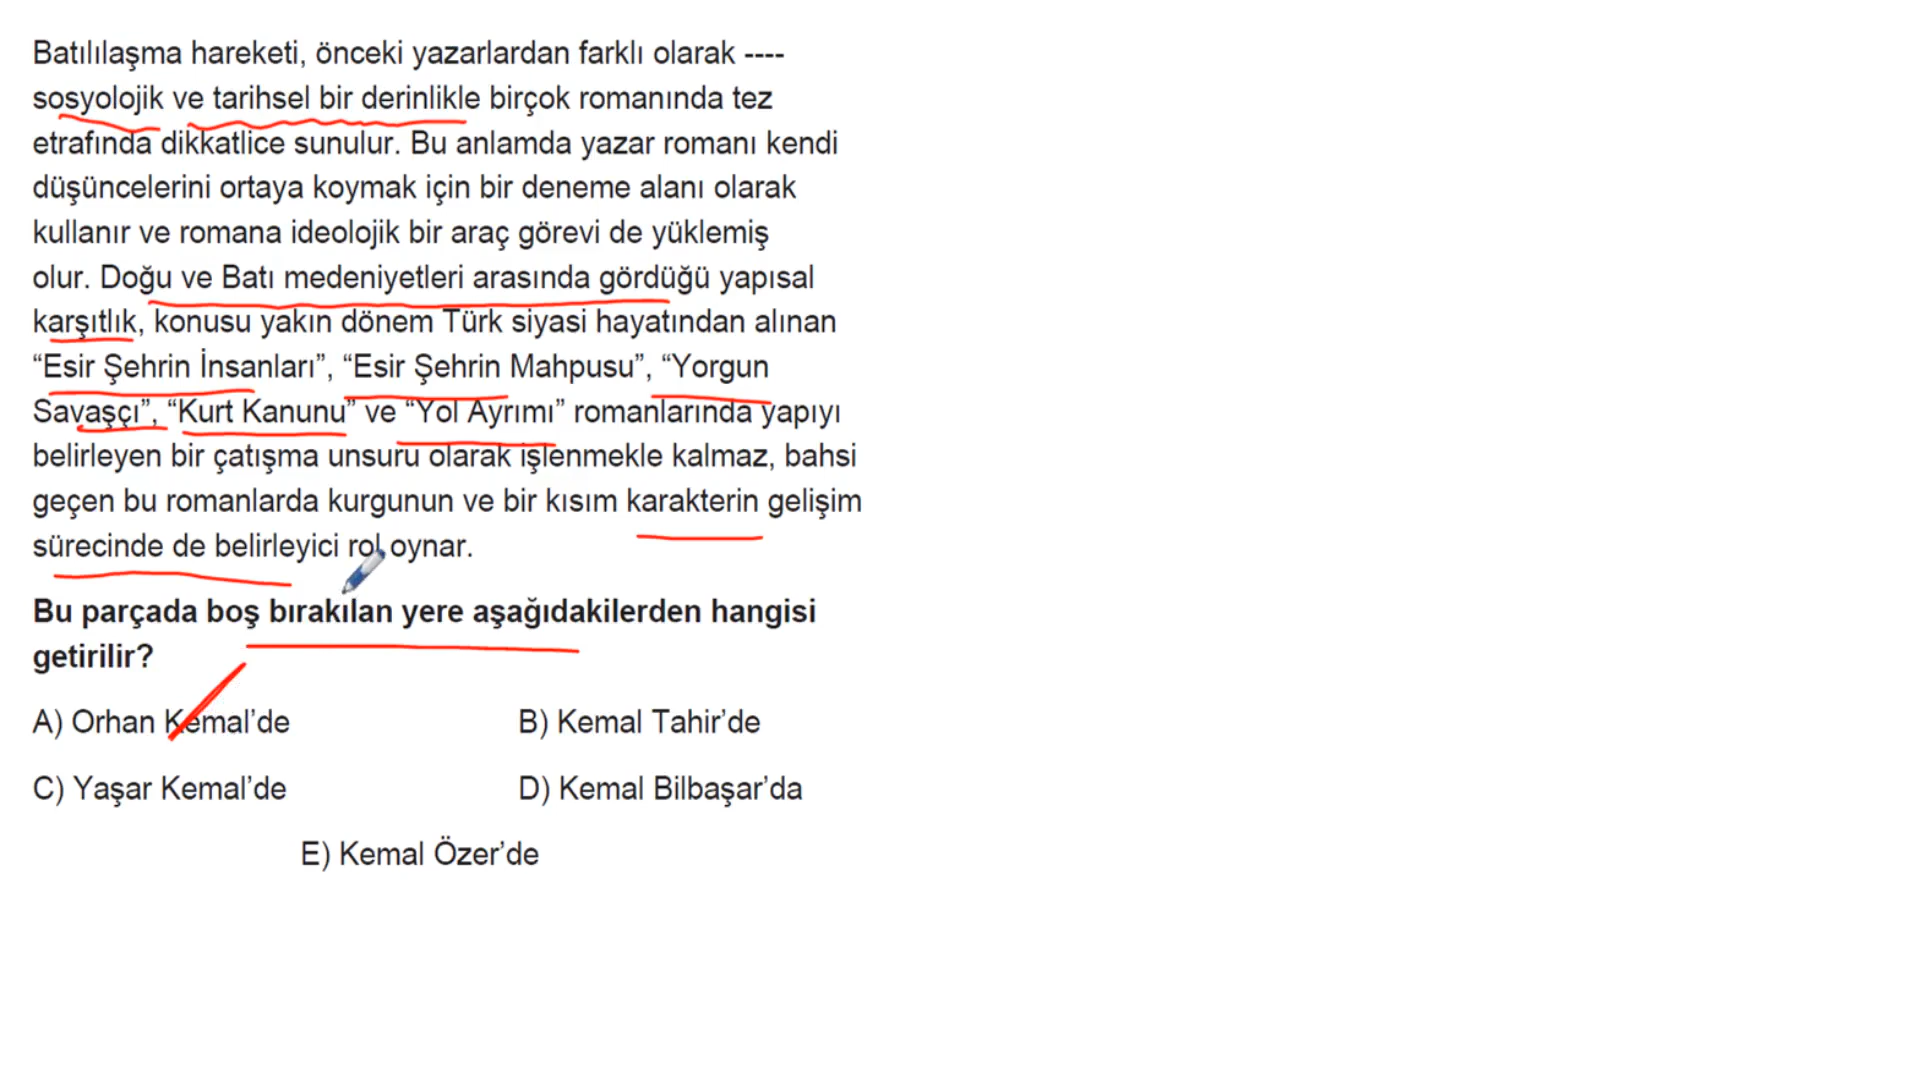 Batılılaşma hareketi, önceki yazarlardan farklı olarak ----
sosyolojik ve tarihsel bir derinlikle birçok romanında tez
etrafında dikkatlice sunulur. Bu anlamda yazar romanı kendi
düşüncelerini ortaya koymak için bir deneme alanı olarak
kullanır ve romana ideolojik bir araç görevi de yüklemiş
olur. Doğu ve Batı medeniyetleri arasında gördüğü yapısal
karşıtlık, konusu yakın dönem Türk siyasi hayatından alınan
“Esir Şehrin İnsanları”, “Esir Şehrin Mahpusu”, “Yorgun
Savaşçı”, “Kurt Kanunu” ve “Yol Ayrımı” romanlarında yapıyı
belirleyen bir çatışma unsuru olarak işlenmekle kalmaz, bahsi
geçen bu romanlarda kurgunun ve bir kısım karakterin gelişim
sürecinde de belirleyici rol oynar.
Bu parçada boş bırakılan yere aşağıdakilerden hangisi
getirilir?
A) Orhan Kemal’de
B) Kemal Tahir’de
C) Yaşar Kemal’de
D) Kemal Bilbaşar’da
E) Kemal Özer’de